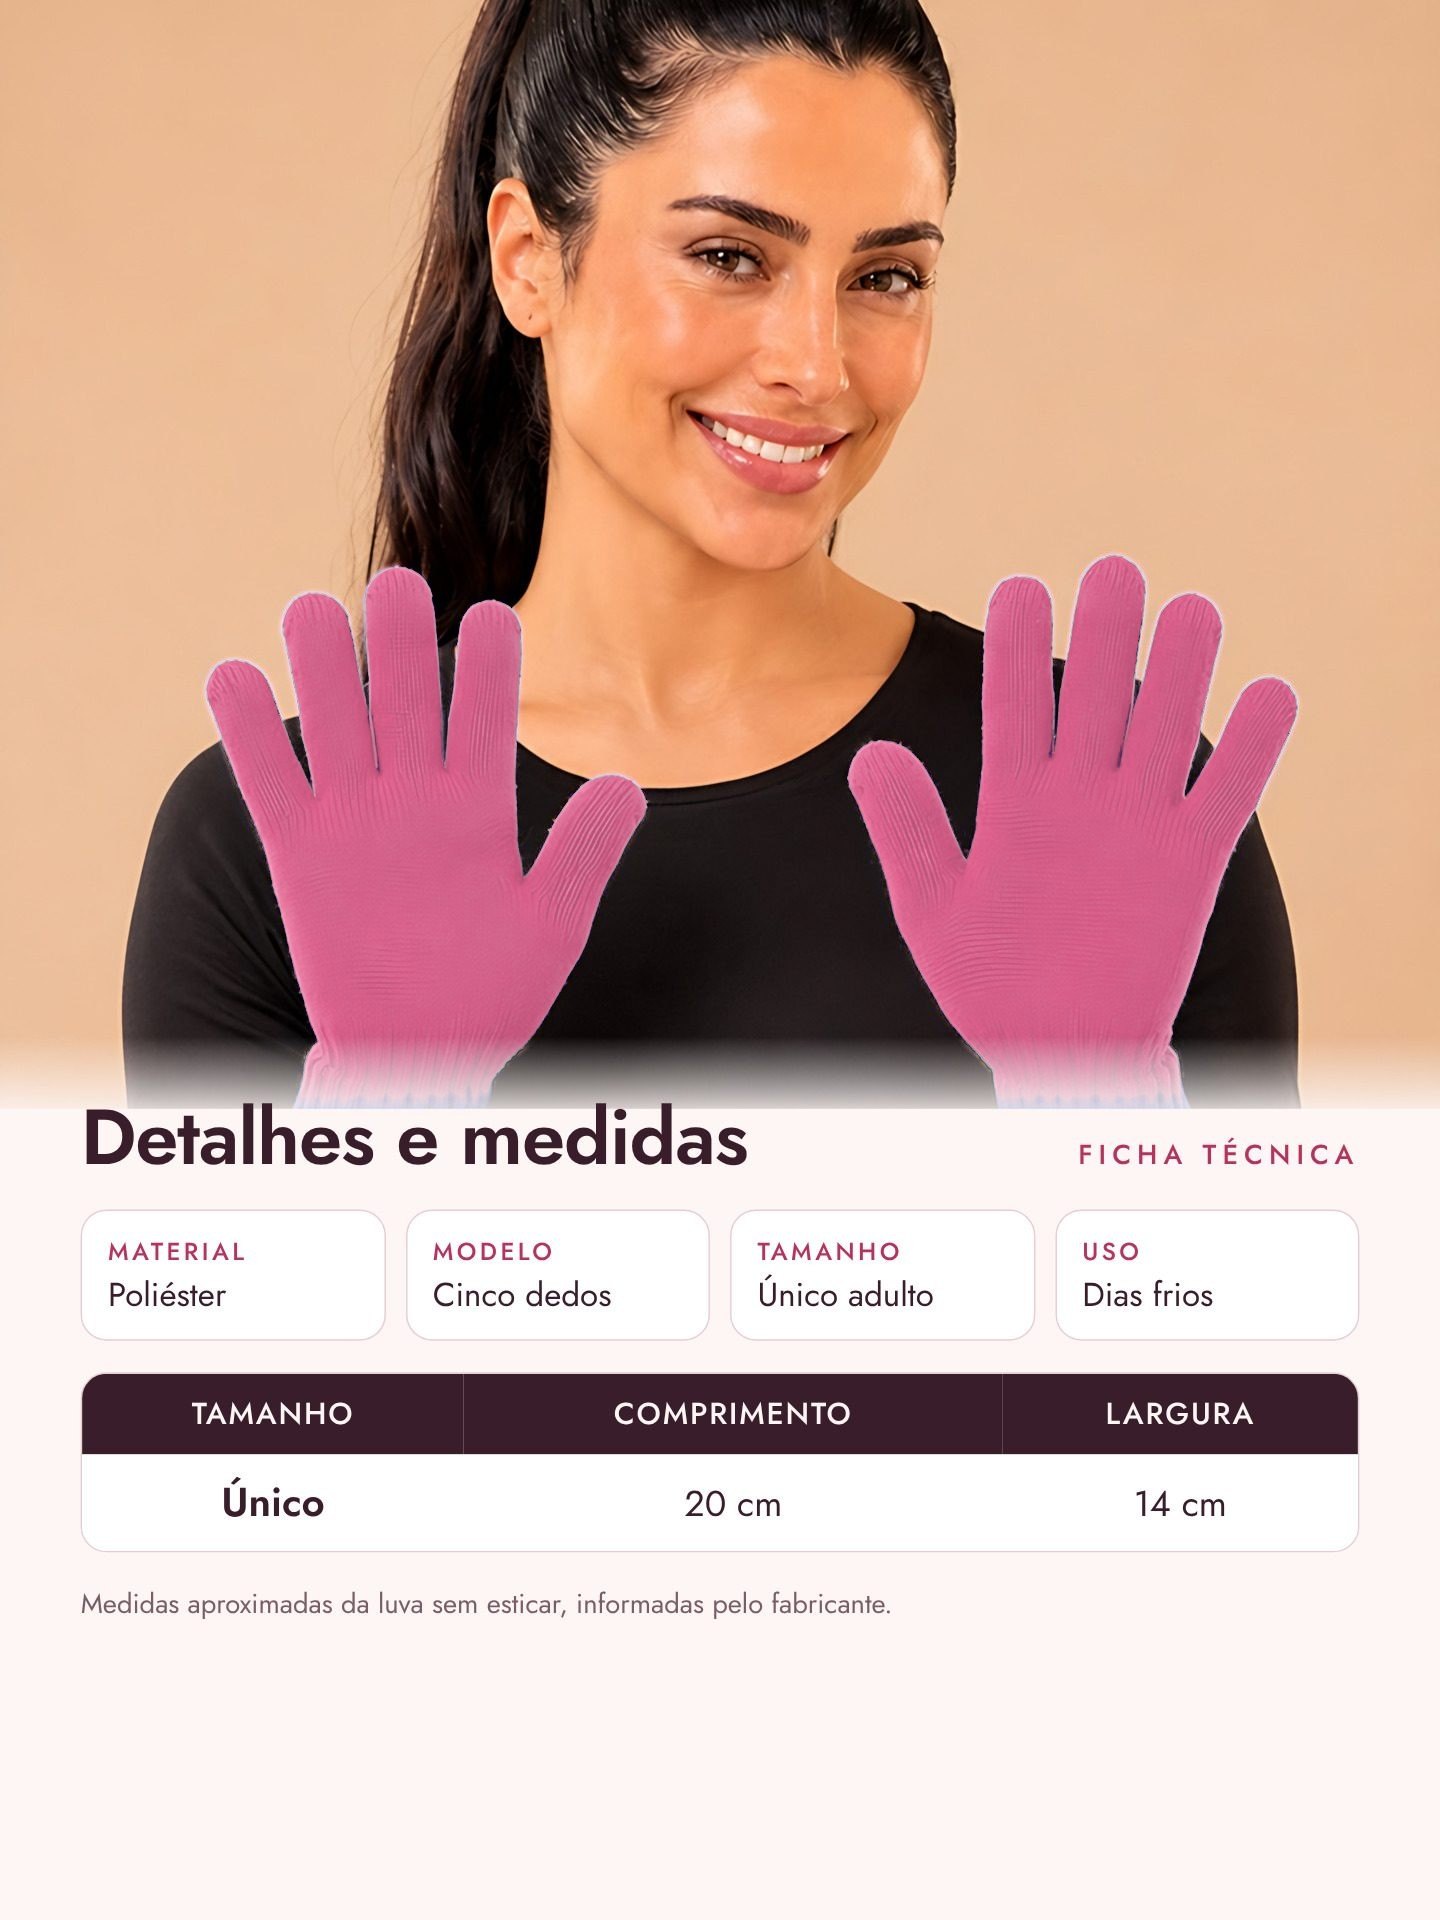 Detalhes e medidas
FICHA TÉCNICA
MATERIAL
Poliéster
MODELO
Cinco dedos
TAMANHO
Único adulto
USO
Dias frios
TAMANHO COMPRIMENTO LARGURA
Único 20 cm 14 cm
Medidas aproximadas da luva sem esticar, informadas pelo fabricante.